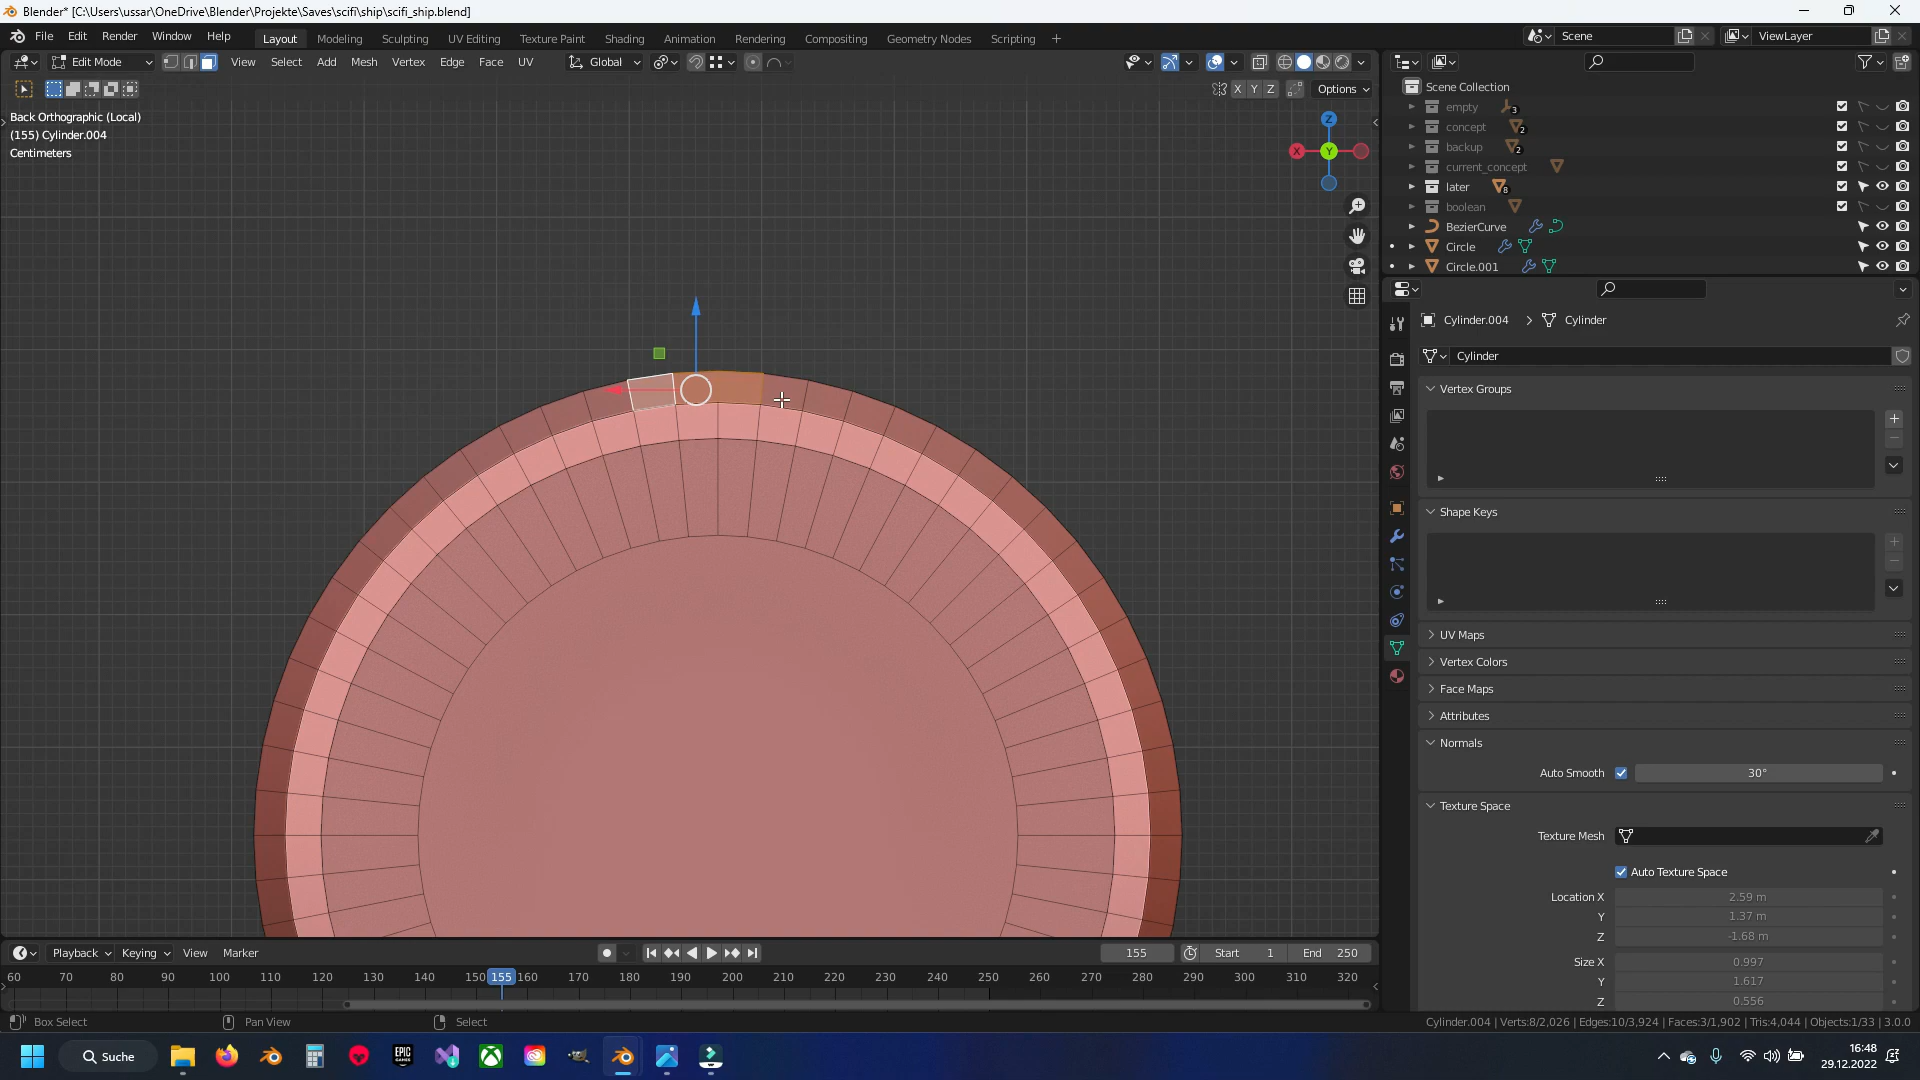 Blender* [C:\Users\ussar\OneDrive\Blender\Projekte\Saves\scifi\ship\scifi_ship.blend]
File Edit Render Window Help Layout Modeling Sculpting UV Editing Texture Paint Shading Animation Rendering Compositing Geometry Nodes Scripting + Scene ViewLayer
Edit Mode View Select Add Mesh Vertex Edge Face UV Global
X Y Z Options
Back Orthographic (Local)
(155) Cylinder.004
Centimeters
Z
X Y
Scene Collection
empty 3
concept 2
backup 2
current_concept
later 8
boolean
BezierCurve
Circle
Circle.001
Cylinder.004 > Cylinder
Cylinder
Vertex Groups
Shape Keys
UV Maps
Vertex Colors
Face Maps
Attributes
Normals
Auto Smooth 30°
Texture Space
Texture Mesh
Auto Texture Space
Location X 2.59 m
Y 1.37 m
Z -1.68 m
Size X 0.997
Y 1.617
Z 0.556
Playback Keying View Marker 155 Start 1 End 250
60 70 80 90 100 110 120 130 140 150 155 160 170 180 190 200 210 220 230 240 250 260 270 280 290 300 310 320
Box Select Pan View Select Cylinder.004 | Verts:8/2,026 | Edges:10/3,924 | Faces:3/1,902 | Tris:4,044 | Objects:1/33 | 3.0.0
Suche
EPIC GAMES
16:48
29.12.2022